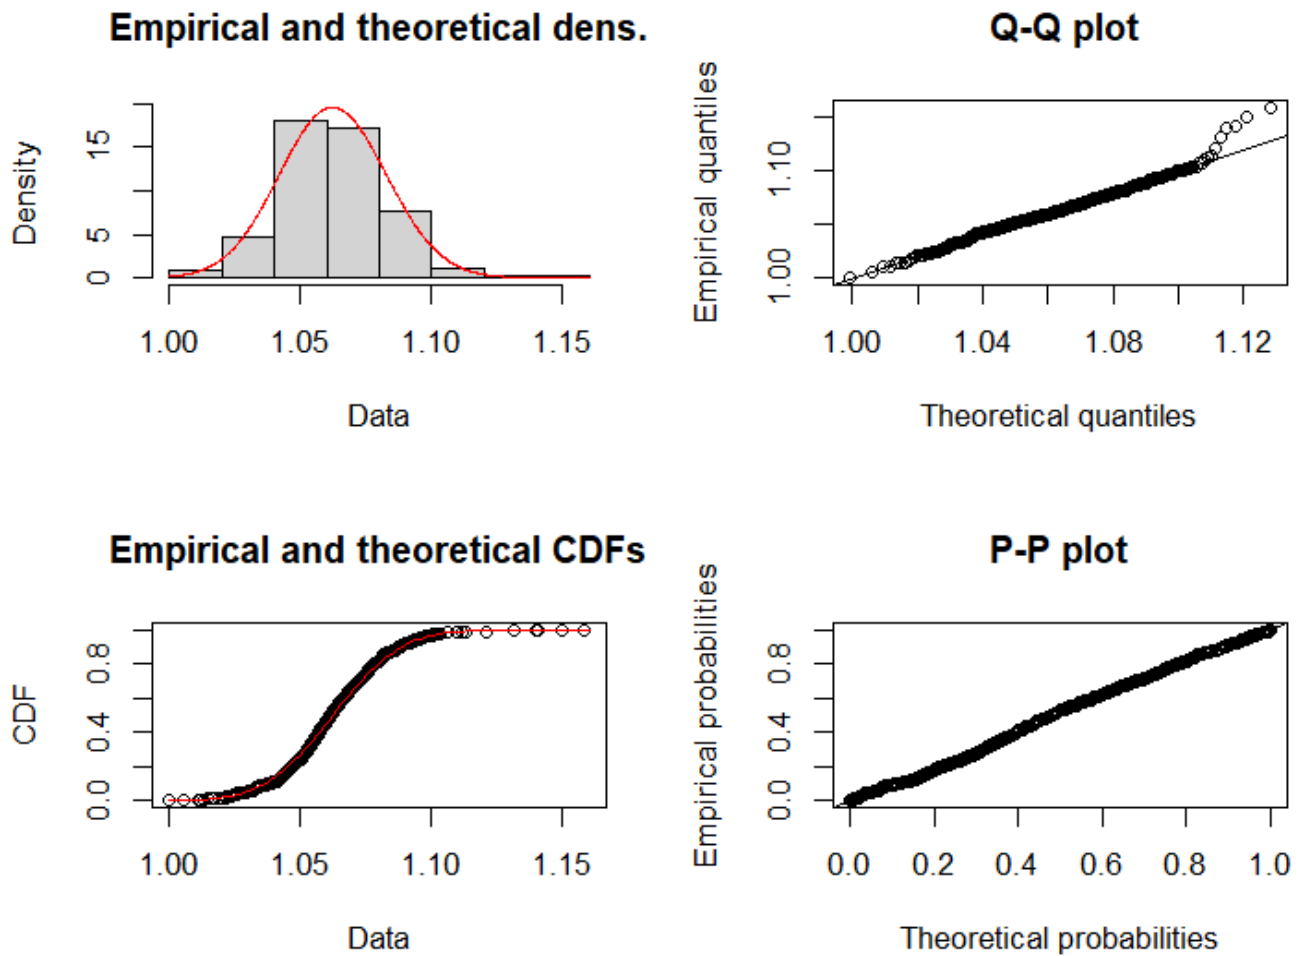 Empirical and theoretical dens.
Density
0 5 15
1.00 1.05 1.10 1.15
Data
Q-Q plot
Empirical quantiles
1.00 1.10
1.00 1.04 1.08 1.12
Theoretical quantiles
Empirical and theoretical CDFs
CDF
0.0 0.4 0.8
1.00 1.05 1.10 1.15
Data
P-P plot
Empirical probabilities
0.0 0.4 0.8
0.0 0.2 0.4 0.6 0.8 1.0
Theoretical probabilities